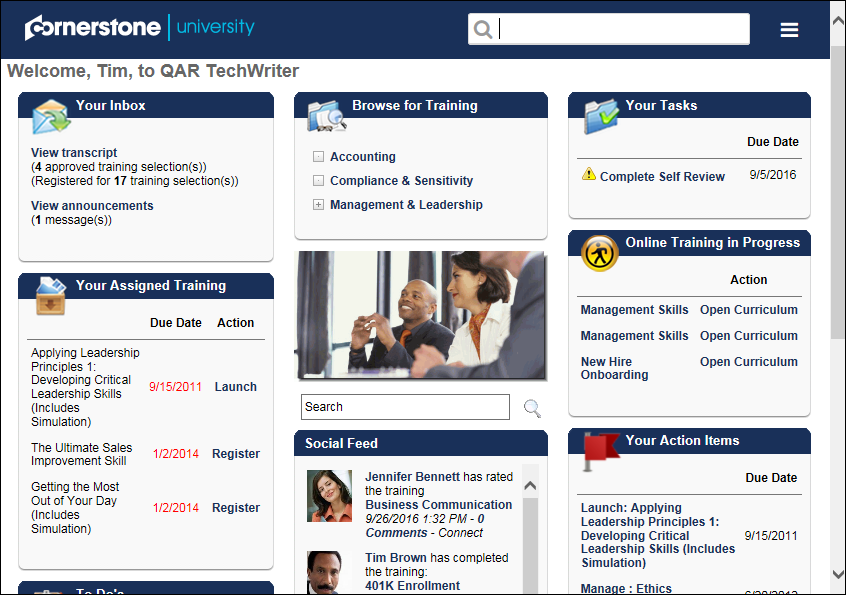 Cornerstone university
Welcome, Tim, to QAR TechWriter
Your Inbox
View transcript
(4 approved training selection(s))
(Registered for 17 training selection(s))
View announcements
(1 message(s))
Your Assigned Training
Due Date Action
Applying Leadership
Principles 1:
Developing Critical
Leadership Skills
(Includes
Simulation)
9/15/2011 Launch
The Ultimate Sales
Improvement Skill
1/2/2014 Register
Getting the Most
Out of Your Day
(Includes
Simulation)
1/2/2014 Register
To Do's
Browse for Training
Accounting
Compliance & Sensitivity
Management & Leadership
Search
Social Feed
Jennifer Bennett has rated
the training
Business Communication
9/26/2016 1:32 PM - 0
Comments - Connect
Tim Brown has completed
the training:
401K Enrollment
Your Tasks
Due Date
Complete Self Review 9/5/2016
Online Training in Progress
Action
Management Skills Open Curriculum
Management Skills Open Curriculum
New Hire
Onboarding
Open Curriculum
Your Action Items
Due Date
Launch: Applying
Leadership Principles 1:
Developing Critical
Leadership Skills (Includes
Simulation)
9/15/2011
Manage : Ethics